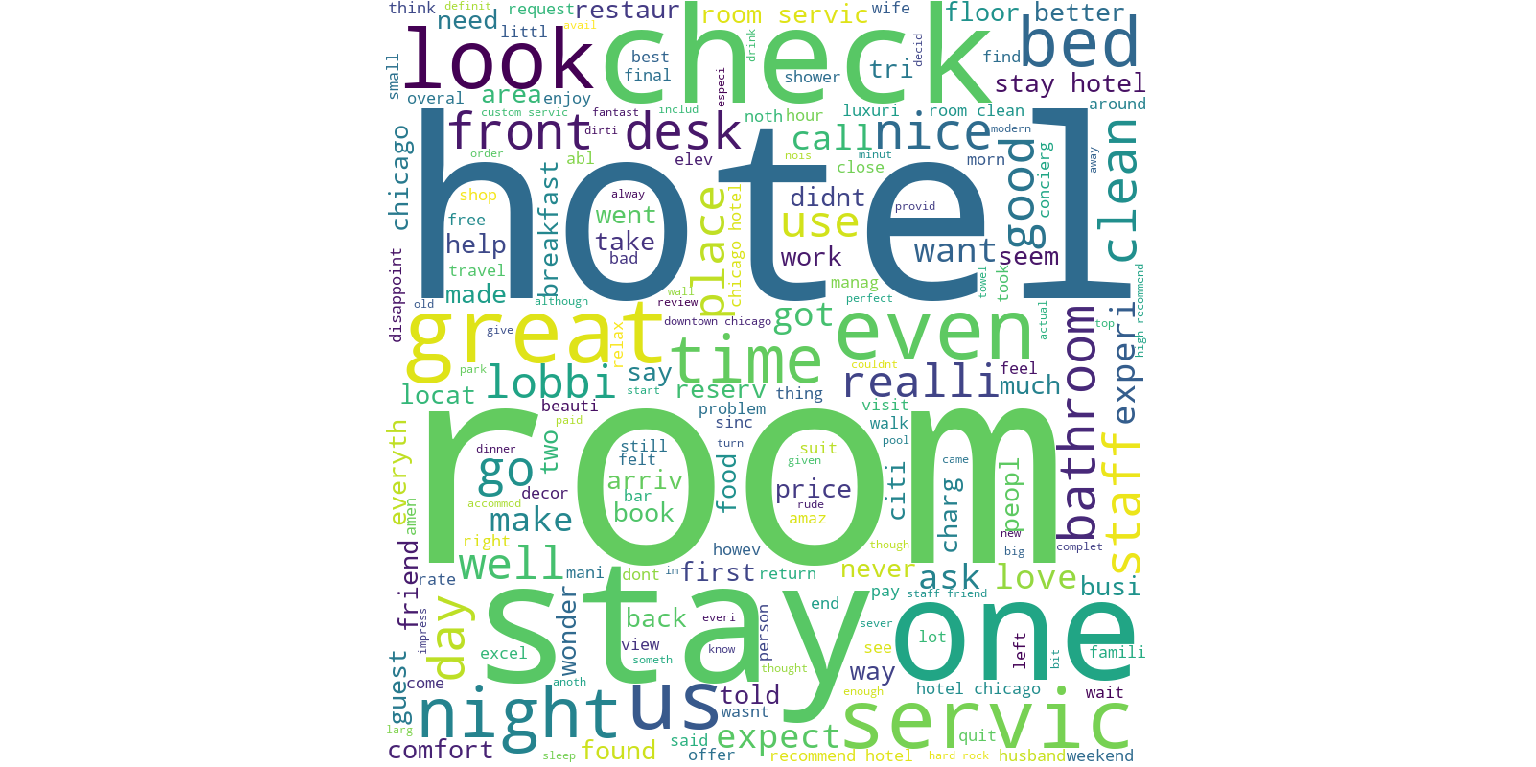 think
definit
request
restaur
room servic
wife
floor
better
need
littl
avail
look
check
bed
best
final
drink
decid
find
shower
tri
small
especi
stay hotel
overal
area
enjoy
custom servic
fantast
includ
noth
hour
luxuri
room clean
around
chicago
front desk
dirti
call
nice
modern
clean
order
abl
elev
nois
minut
close
morn
good
concierg
away
hotel
breakfast
shop
alway
place
chicago hotel
didnt
provid
free
went
use
help
take
bad
work
want
seem
travel
disappoint
made
although
wall
review
manag
perfect
towel
took
high recommend
old
give
great
relax
downtown chicago
got
even
actual
top
experi
bathroom
park
time
couldnt
locat
lobbi
say
start
reserv
thing
realli
feel
much
beauti
paid
problem
sinc
visit
walk
pool
room
everyth
dinner
go
two
still
felt
turn
suit
given
came
staff
accommod
decor
arriv
bar
book
food
price
rude
amaz
citi
charg
peopl
amen
make
new
right
howev
though
big
complet
friend
well
rate
mani
dont
in
first
return
never
ask
love
busi
impress
day
wonder
stay
back
everi
person
end
pay
staff friend
one
sever
lot
left
bit
famili
excel
view
someth
know
thought
see
way
guest
come
anoth
night
us
told
wasnt
enough
hotel chicago
wait
larg
comfort
sleep
found
said
offer
expect
servic
quit
recommend hotel
hard rock
husband
weekend